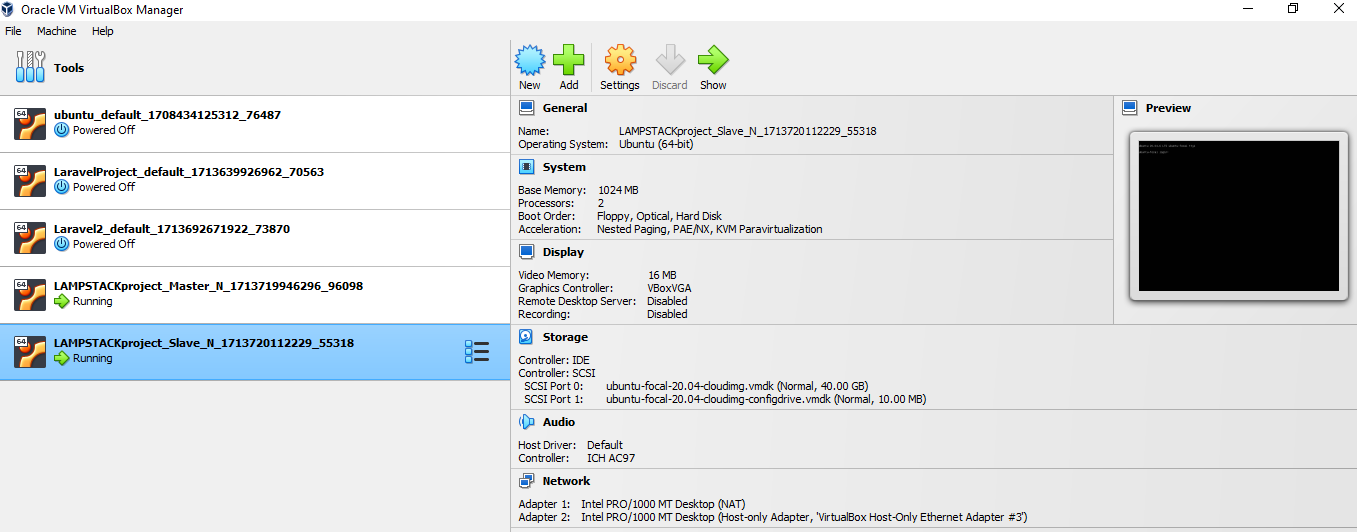 Oracle VM VirtualBox Manager
File Machine Help
Tools
New Add Settings Discard Show
64 ubuntu_default_1708434125312_76487
Powered Off
64 LaravelProject_default_1713639926962_70563
Powered Off
64 Laravel2_default_1713692671922_73870
Powered Off
64 LAMPSTACKproject_Master_N_1713719946296_96098
Running
64 LAMPSTACKproject_Slave_N_1713720112229_55318
Running
General
Name: LAMPSTACKproject_Slave_N_1713720112229_55318
Operating System: Ubuntu (64-bit)
System
Base Memory: 1024 MB
Processors: 2
Boot Order: Floppy, Optical, Hard Disk
Acceleration: Nested Paging, PAE/NX, KVM Paravirtualization
Display
Video Memory: 16 MB
Graphics Controller: VBoxVGA
Remote Desktop Server: Disabled
Recording: Disabled
Preview
Storage
Controller: IDE
Controller: SCSI
SCSI Port 0: ubuntu-focal-20.04-cloudimg.vmdk (Normal, 40.00 GB)
SCSI Port 1: ubuntu-focal-20.04-cloudimg-configdrive.vmdk (Normal, 10.00 MB)
Audio
Host Driver: Default
Controller: ICH AC97
Network
Adapter 1: Intel PRO/1000 MT Desktop (NAT)
Adapter 2: Intel PRO/1000 MT Desktop (Host-only Adapter, 'VirtualBox Host-Only Ethernet Adapter #3')